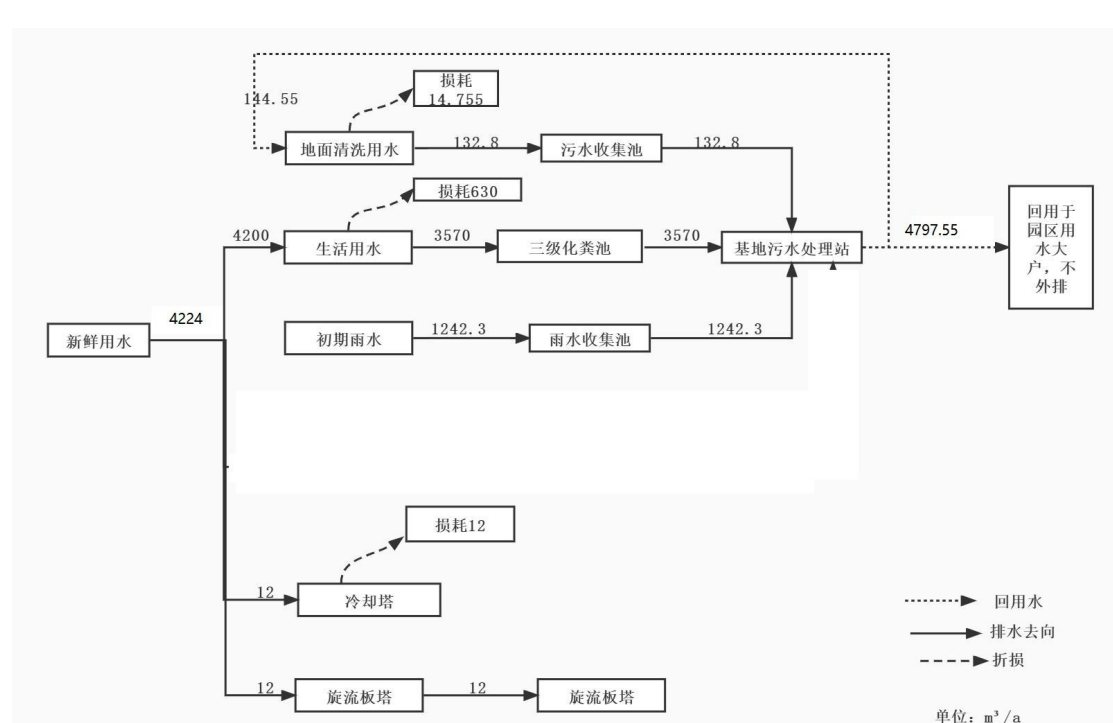 损耗
14.755
144.55
地面清洗用水
132.8
污水收集池
132.8
损耗630
4200
生活用水
3570
三级化粪池
3570
基地污水处理站
4797.55
回用于
园区用
水大
户，不
外排
4224
新鲜用水
初期雨水
1242.3
雨水收集池
1242.3
损耗12
12
冷却塔
回用水
排水去向
折损
12
旋流板塔
12
旋流板塔
单位：m³/a